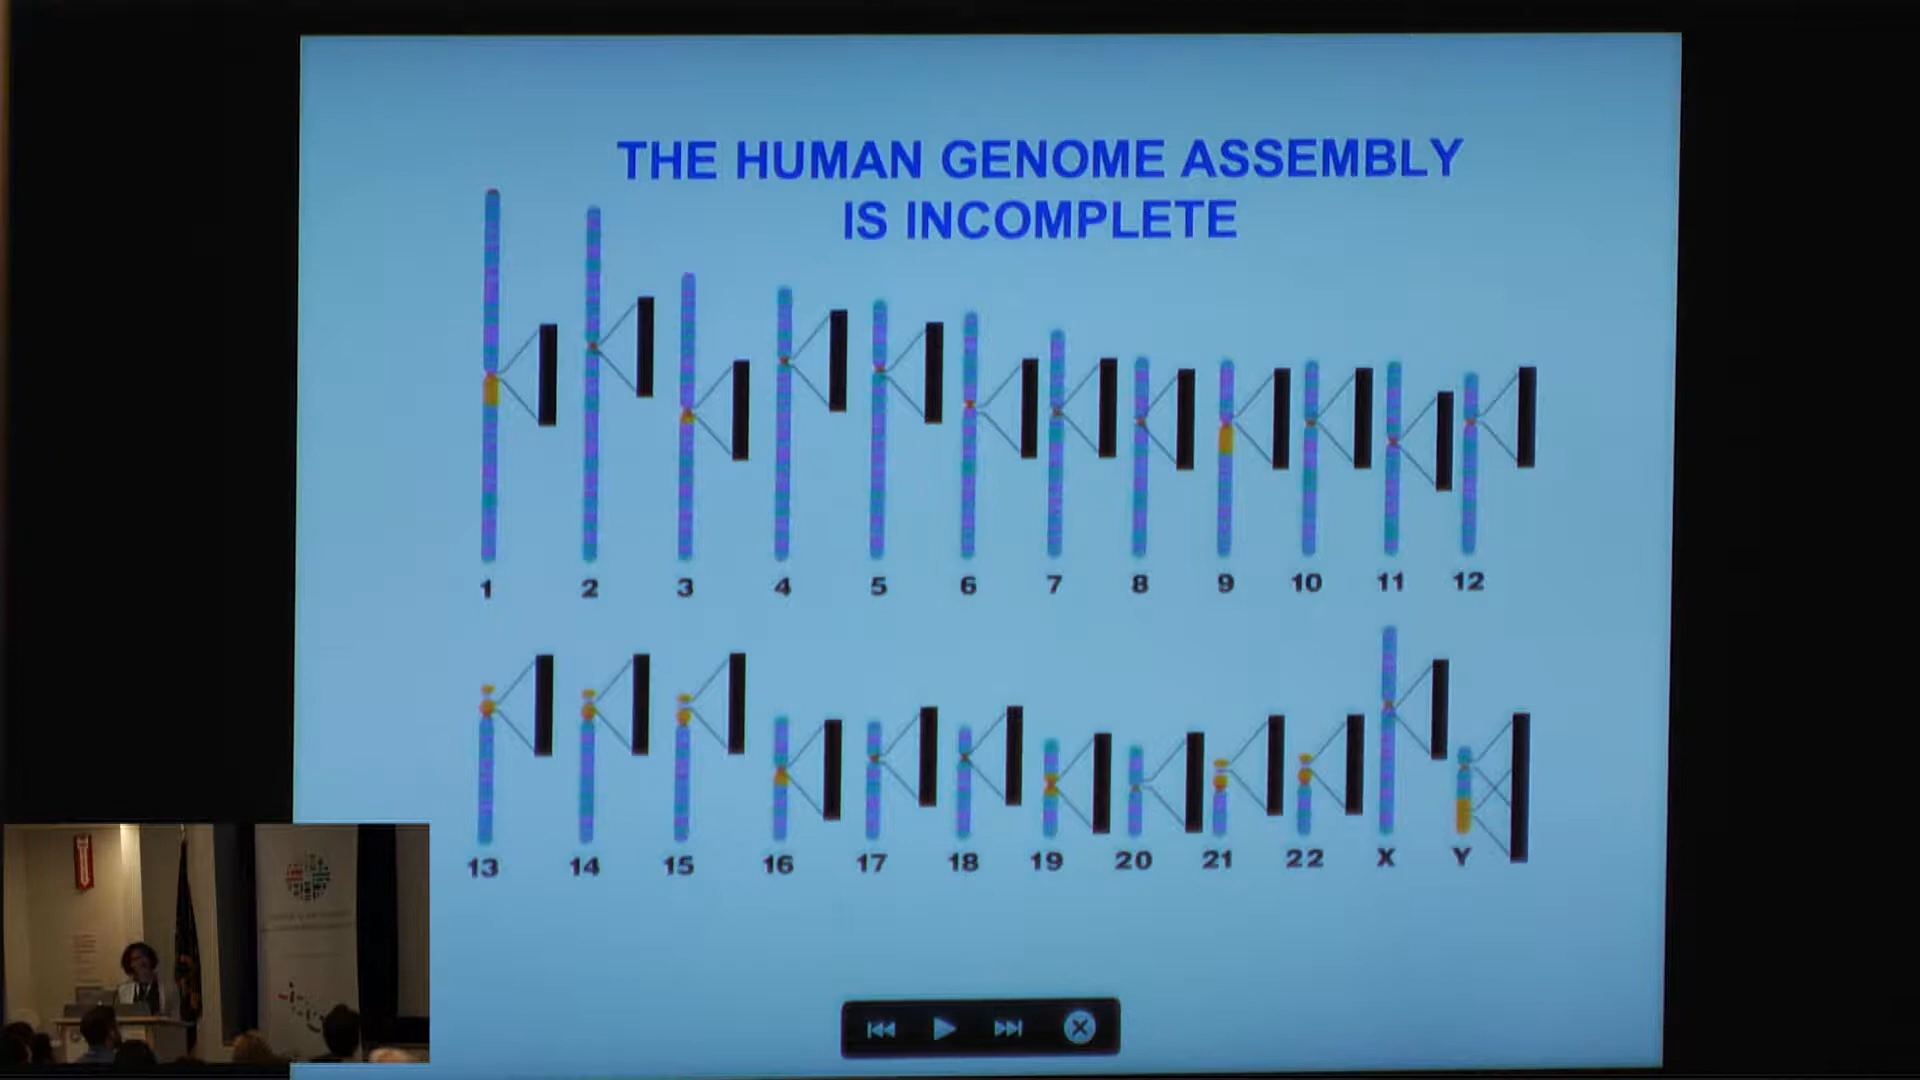 THE HUMAN GENOME ASSEMBLY
IS INCOMPLETE
1 2 3 4 5 6 7 8 9 10 11 12
13 14 15 16 17 18 19 20 21 22 X Y